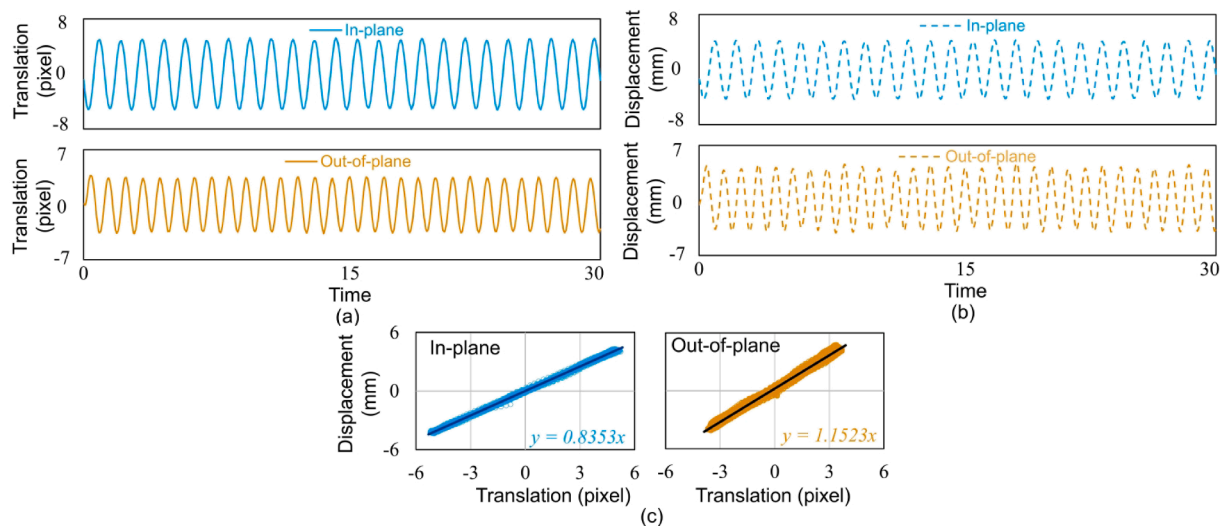 8
In-plane
Translation
(pixel)
0
-8
7
Out-of-plane
Translation
(pixel)
0
-7
0 15 30
Time
(a)
8
In-plane
Displacement
(mm)
0
-8
7
Out-of-plane
Displacement
(mm)
0
-7
0 15 30
Time
(b)
6
In-plane
Displacement
(mm)
0
y = 0.8353x
-6
-6 -3 0 3 6
Translation (pixel)
Out-of-plane
y = 1.1523x
-6 -3 0 3 6
Translation (pixel)
(c)